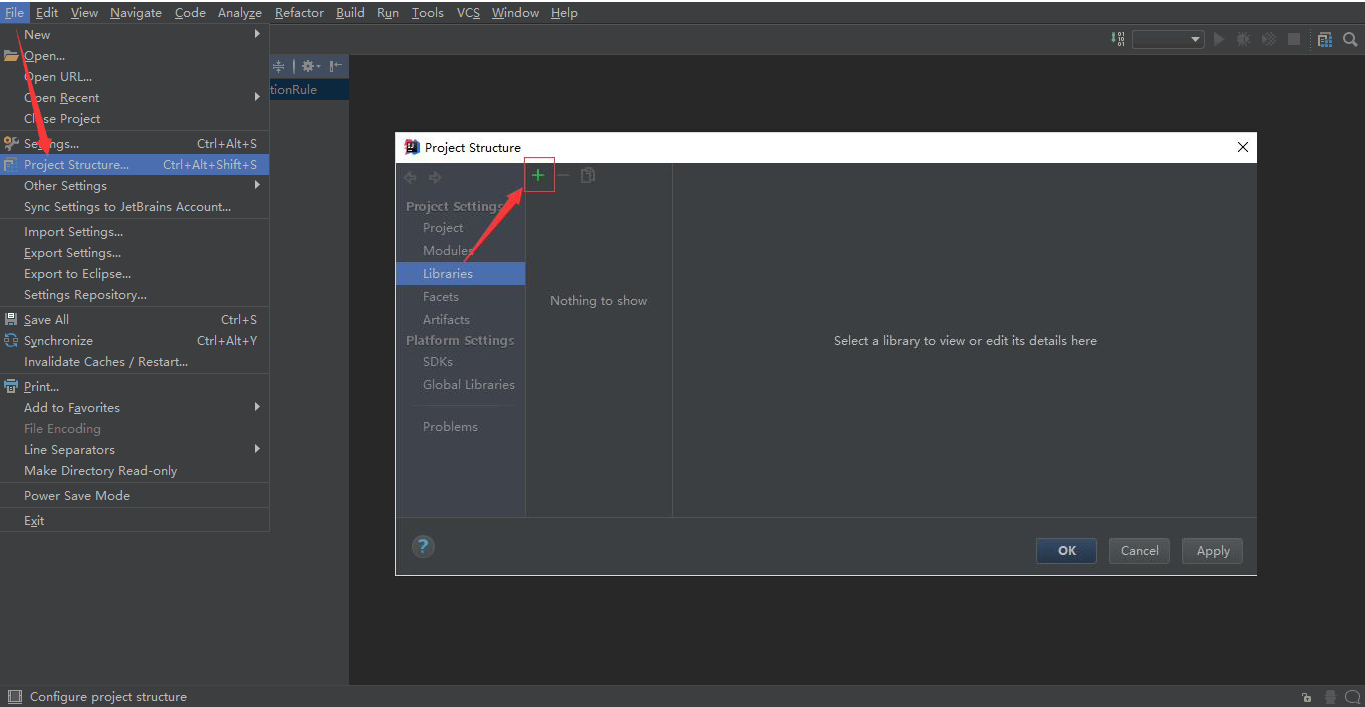 File Edit View Navigate Code Analyze Refactor Build Run Tools VCS Window Help
New
Open...
Open URL...
Open Recent
Close Project
Settings... Ctrl+Alt+S
Project Structure... Ctrl+Alt+Shift+S
Other Settings
Sync Settings to JetBrains Account...
Import Settings...
Export Settings...
Export to Eclipse...
Settings Repository...
Save All Ctrl+S
Synchronize Ctrl+Alt+Y
Invalidate Caches / Restart...
Print...
Add to Favorites
File Encoding
Line Separators
Make Directory Read-only
Power Save Mode
Exit
tionRule
Project Structure
Project Settings
Project
Modules
Libraries
Facets
Artifacts
Platform Settings
SDKs
Global Libraries
Problems
Nothing to show
Select a library to view or edit its details here
?
OK Cancel Apply
Configure project structure